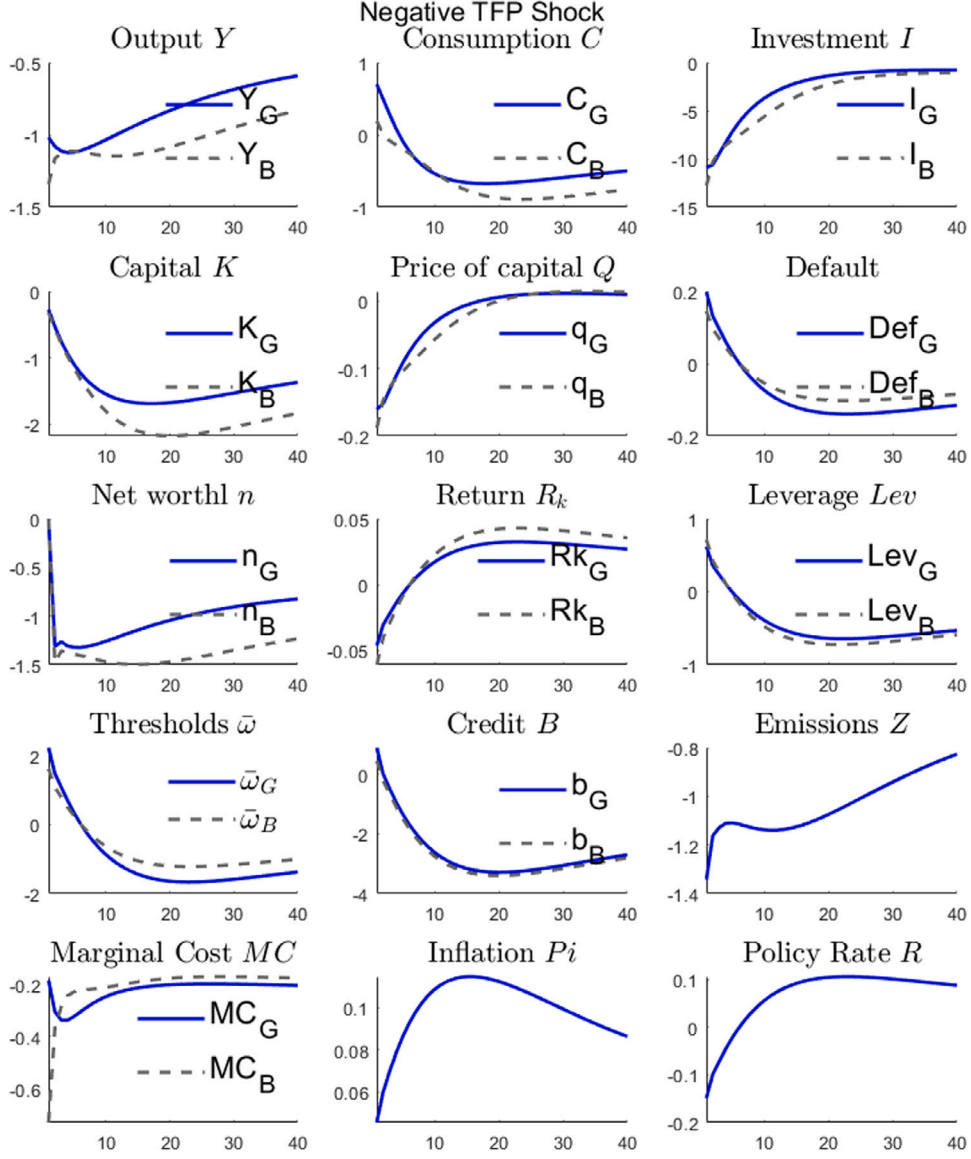 Negative TFP Shock
Output Y
Consumption C
Investment I
-0.5
-1
-1.5
10 20 30 40
Y_G
Y_B
1
0
-1
10 20 30 40
C_G
C_B
0
-5
-10
-15
10 20 30 40
I_G
I_B
Capital K
Price of capital Q
Default
0
-1
-2
10 20 30 40
K_G
K_B
0
-0.1
-0.2
10 20 30 40
q_G
q_B
0.2
0
-0.2
10 20 30 40
Def_G
Def_B
Net worthl n
Return R_k
Leverage Lev
0
-0.5
-1
-1.5
10 20 30 40
n_G
n_B
0.05
0
-0.05
10 20 30 40
Rk_G
Rk_B
1
0
-1
10 20 30 40
Lev_G
Lev_B
Thresholds ω̄
Credit B
Emissions Z
2
0
-2
10 20 30 40
ω̄_G
ω̄_B
0
-2
-4
10 20 30 40
b_G
b_B
-0.8
-1
-1.2
-1.4
10 20 30 40
Marginal Cost MC
Inflation Pi
Policy Rate R
-0.2
-0.4
-0.6
10 20 30 40
MC_G
MC_B
0.1
0.08
0.06
10 20 30 40
0.1
0
-0.1
-0.2
10 20 30 40